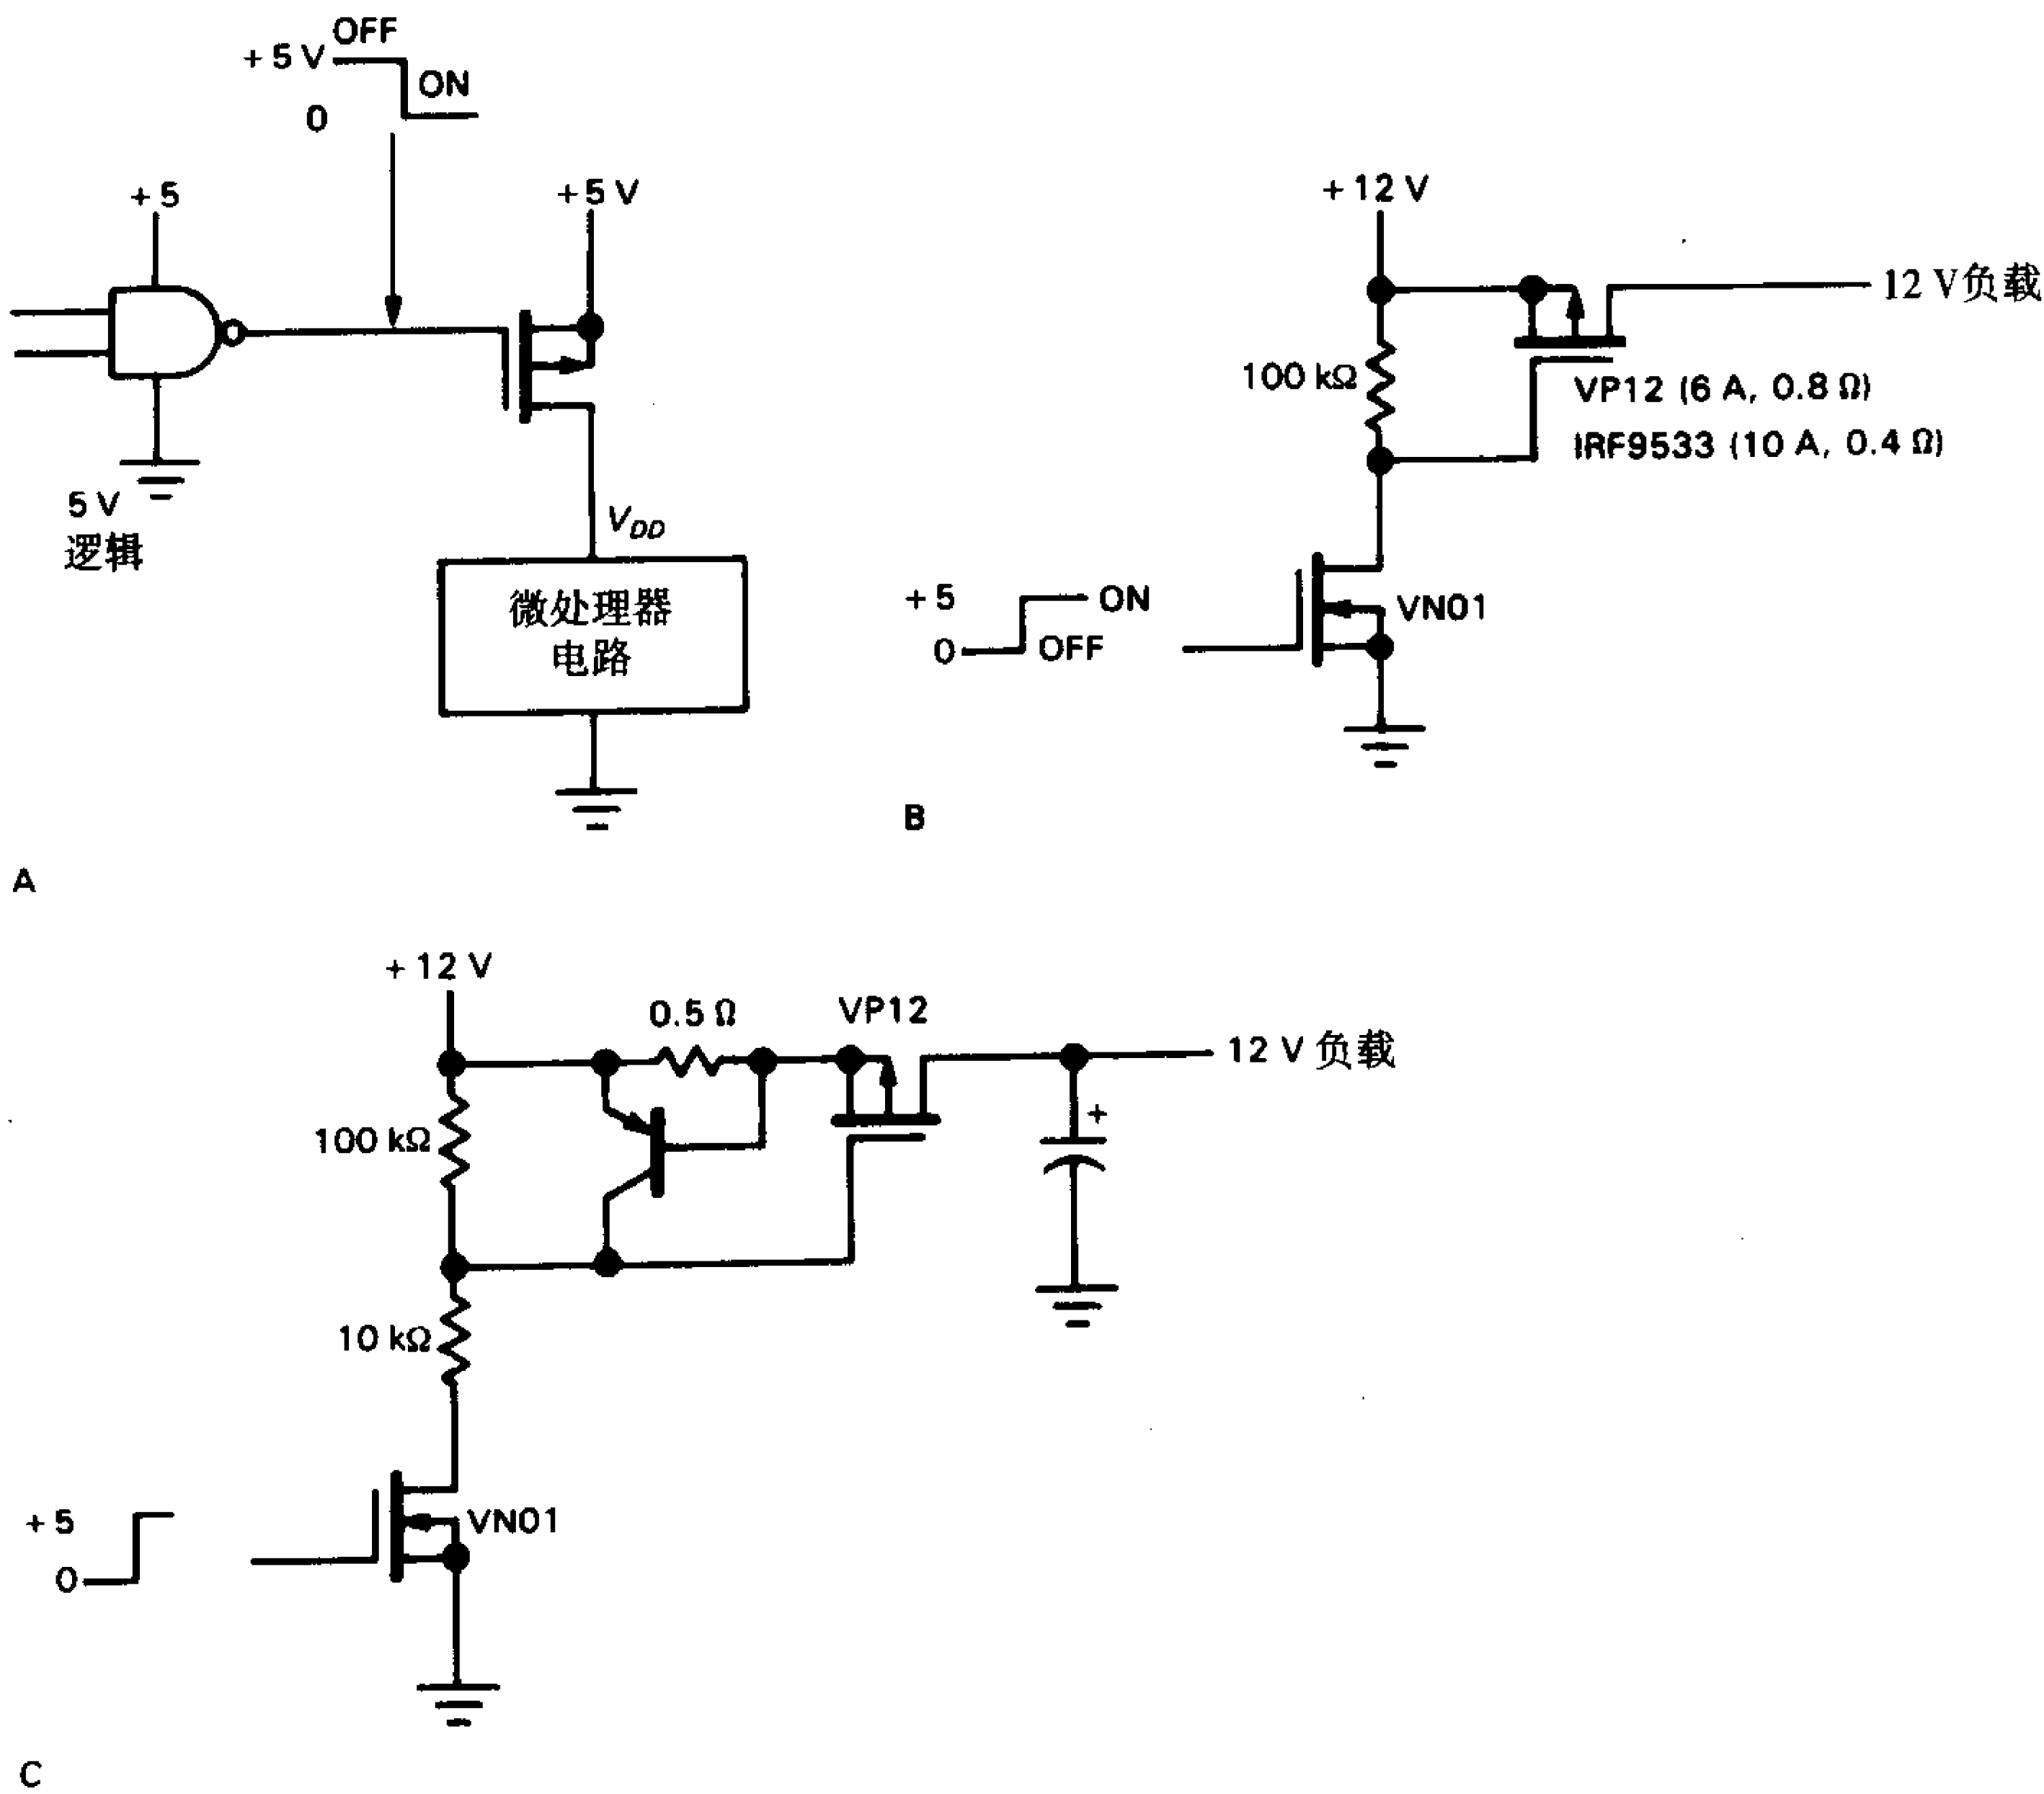 OFF
+5 V
ON
0
+5
+5 V
5 V
逻辑
V_DD
微处理器
电路
A
+12 V
12 V负载
100 kΩ
VP12 (6 A, 0.8 Ω)
IRF9533 (10 A, 0.4 Ω)
+5
ON
0
OFF
VN01
B
+12 V
0.5 Ω
VP12
12 V 负载
100 kΩ
+
10 kΩ
+5
0
VN01
C